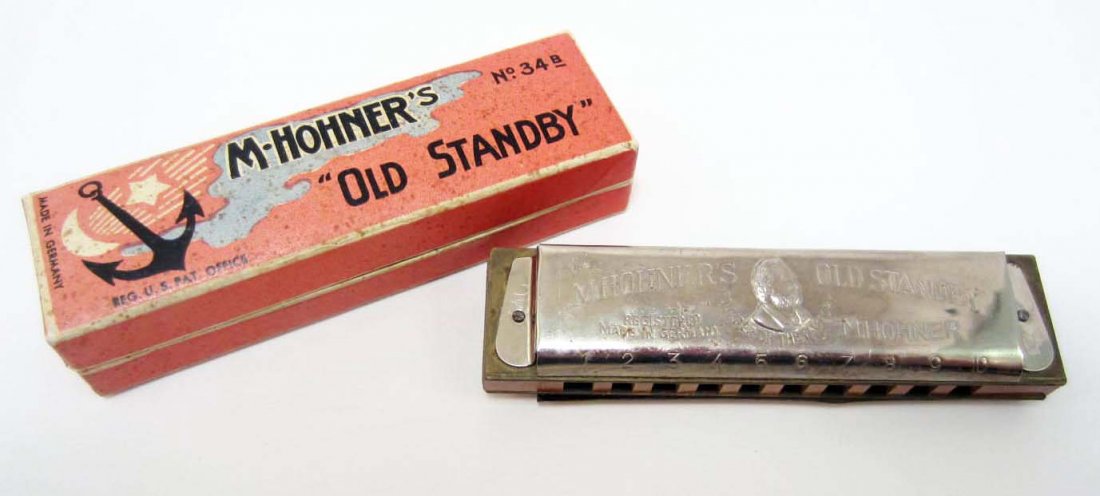 No 34B
M-HOHNER'S
"OLD STANDBY"
MADE IN GERMANY
REG. U.S. PAT. OFFICE
M.HOHNER'S OLD STANDBY
REGISTERED
MADE IN GERMANY
M.HOHNER
1 2 3 4 5 6 7 8 9 10